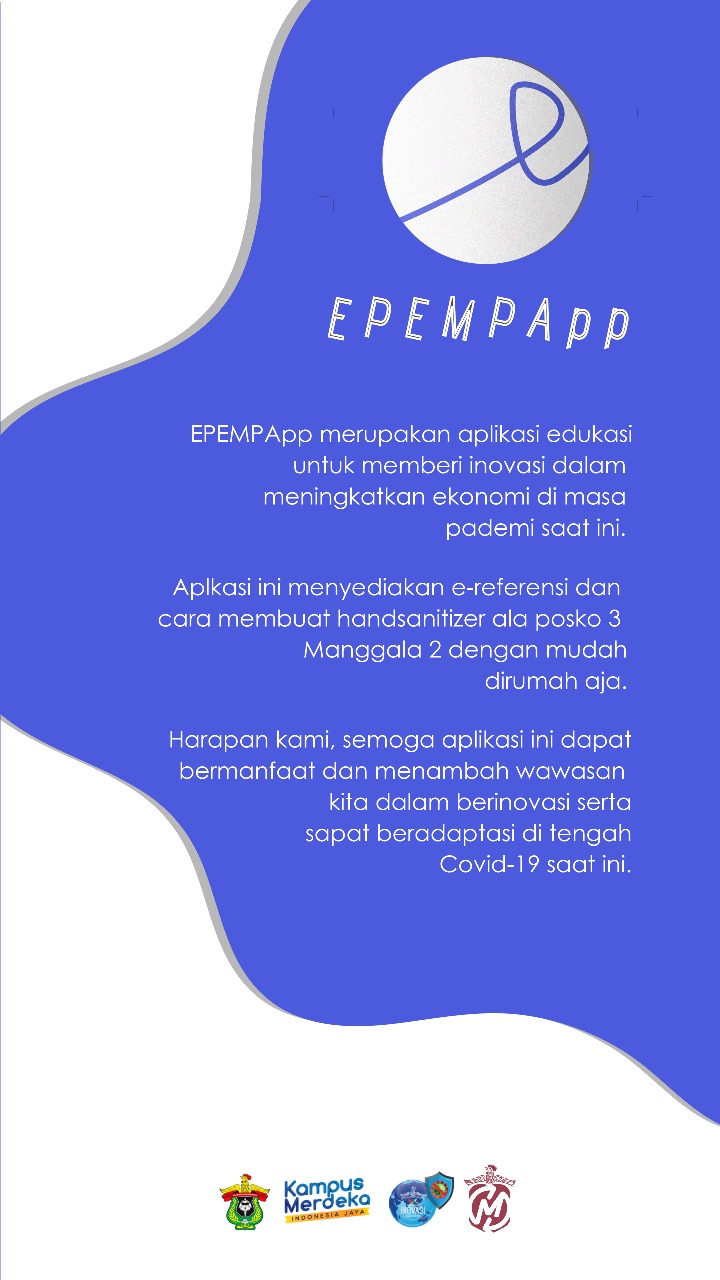 EPEMPApp
EPEMPApp merupakan aplikasi edukasi
untuk memberi inovasi dalam
meningkatkan ekonomi di masa
pademi saat ini.
Aplkasi ini menyediakan e-referensi dan
cara membuat handsanitizer ala posko 3
Manggala 2 dengan mudah
dirumah aja.
Harapan kami, semoga aplikasi ini dapat
bermanfaat dan menambah wawasan
kita dalam berinovasi serta
sapat beradaptasi di tengah
Covid-19 saat ini.
Kampus
Merdeka
INDONESIA JAYA
INOVASI